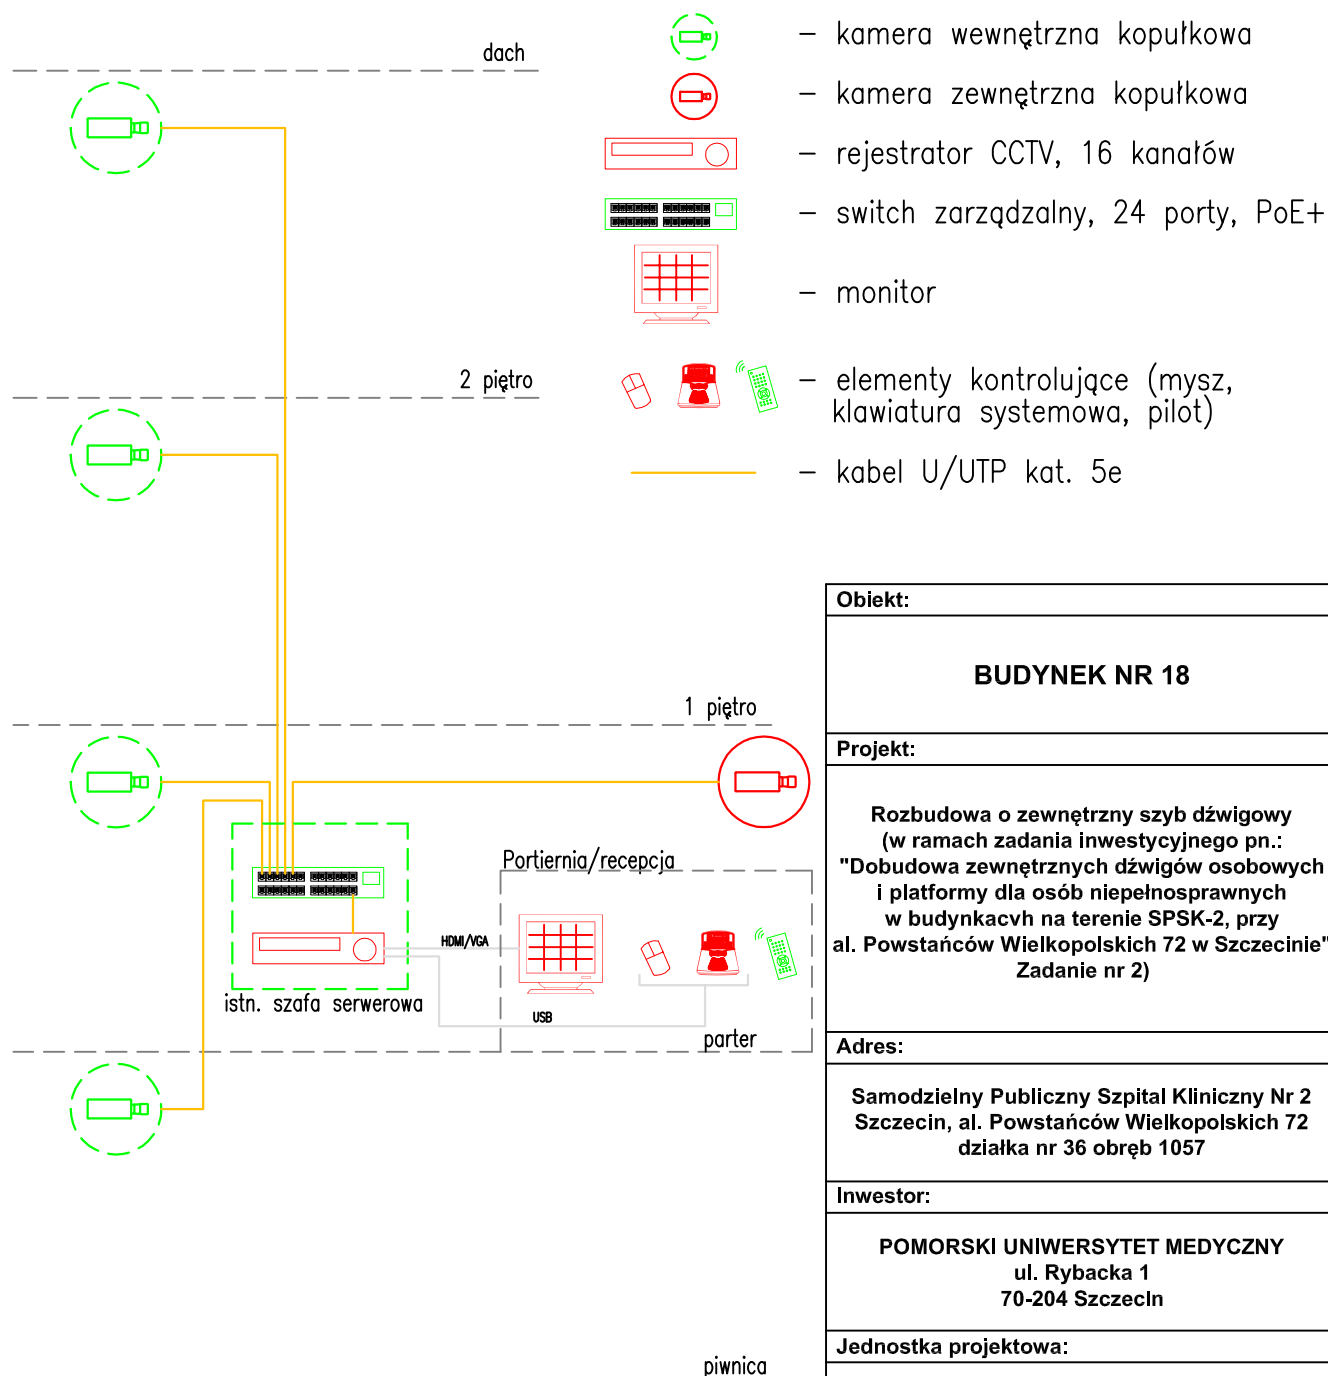 dach
– kamera wewnętrzna kopułkowa
– kamera zewnętrzna kopułkowa
– rejestrator CCTV, 16 kanałów
– switch zarządzalny, 24 porty, PoE+
– monitor
2 piętro
– elementy kontrolujące (mysz,
klawiatura systemowa, pilot)
– kabel U/UTP kat. 5e
1 piętro
Portiernia/recepcja
HDMI/VGA
USB
istn. szafa serwerowa
parter
piwnica
Obiekt:
BUDYNEK NR 18
Projekt:
Rozbudowa o zewnętrzny szyb dźwigowy
(w ramach zadania inwestycyjnego pn.:
"Dobudowa zewnętrznych dźwigów osobowych
i platformy dla osób niepełnosprawnych
w budynkacvh na terenie SPSK-2, przy
al. Powstańców Wielkopolskich 72 w Szczecinie"
Zadanie nr 2)
Adres:
Samodzielny Publiczny Szpital Kliniczny Nr 2
Szczecin, al. Powstańców Wielkopolskich 72
działka nr 36 obręb 1057
Inwestor:
POMORSKI UNIWERSYTET MEDYCZNY
ul. Rybacka 1
70-204 Szczecin
Jednostka projektowa: